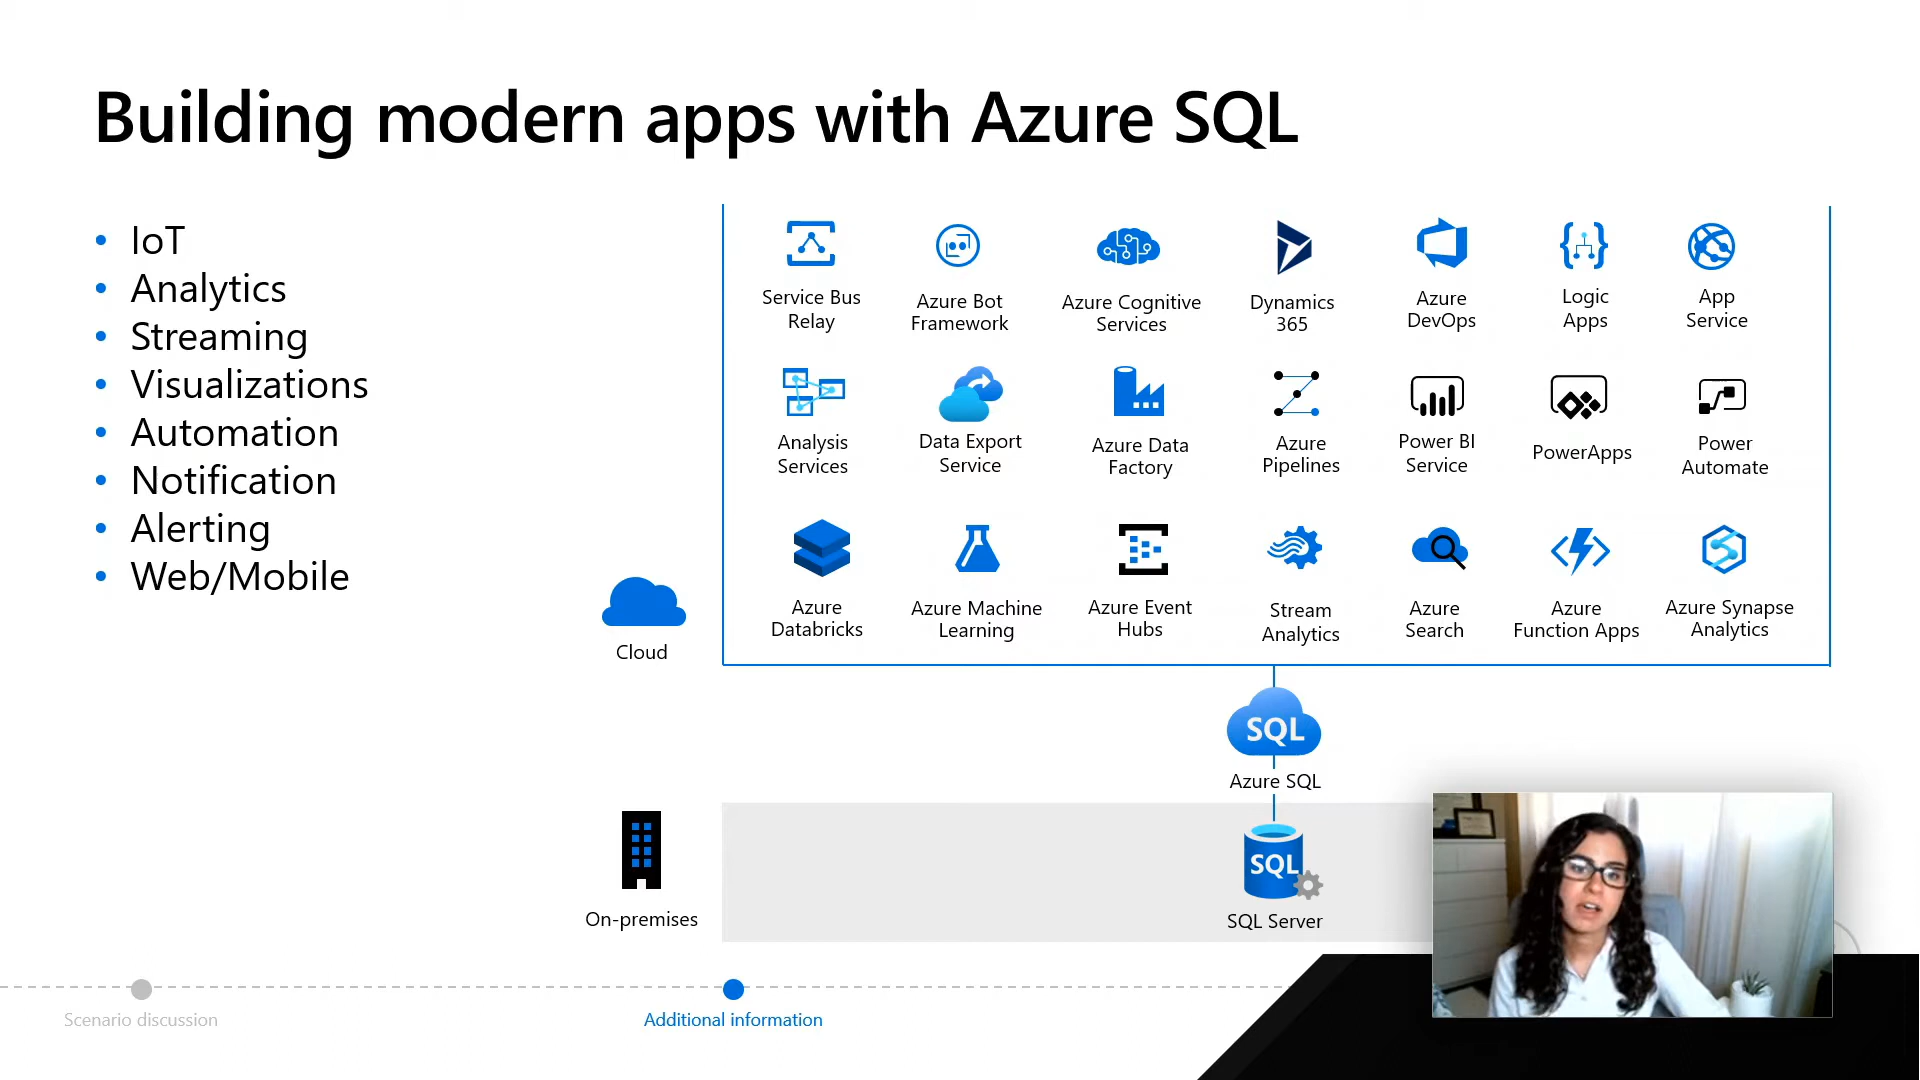 Building modern apps with Azure SQL
• IoT
• Analytics
• Streaming
• Visualizations
• Automation
• Notification
• Alerting
• Web/Mobile
Service Bus
Relay
Azure Bot
Framework
Azure Cognitive
Services
Dynamics
365
Azure
DevOps
Logic
Apps
App
Service
Analysis
Services
Data Export
Service
Azure Data
Factory
Azure
Pipelines
Power BI
Service
PowerApps
Power
Automate
Azure
Databricks
Azure Machine
Learning
Azure Event
Hubs
Stream
Analytics
Azure
Search
Azure
Function Apps
Azure Synapse
Analytics
Cloud
SQL
Azure SQL
On-premises
SQL
SQL Server
Scenario discussion
Additional information